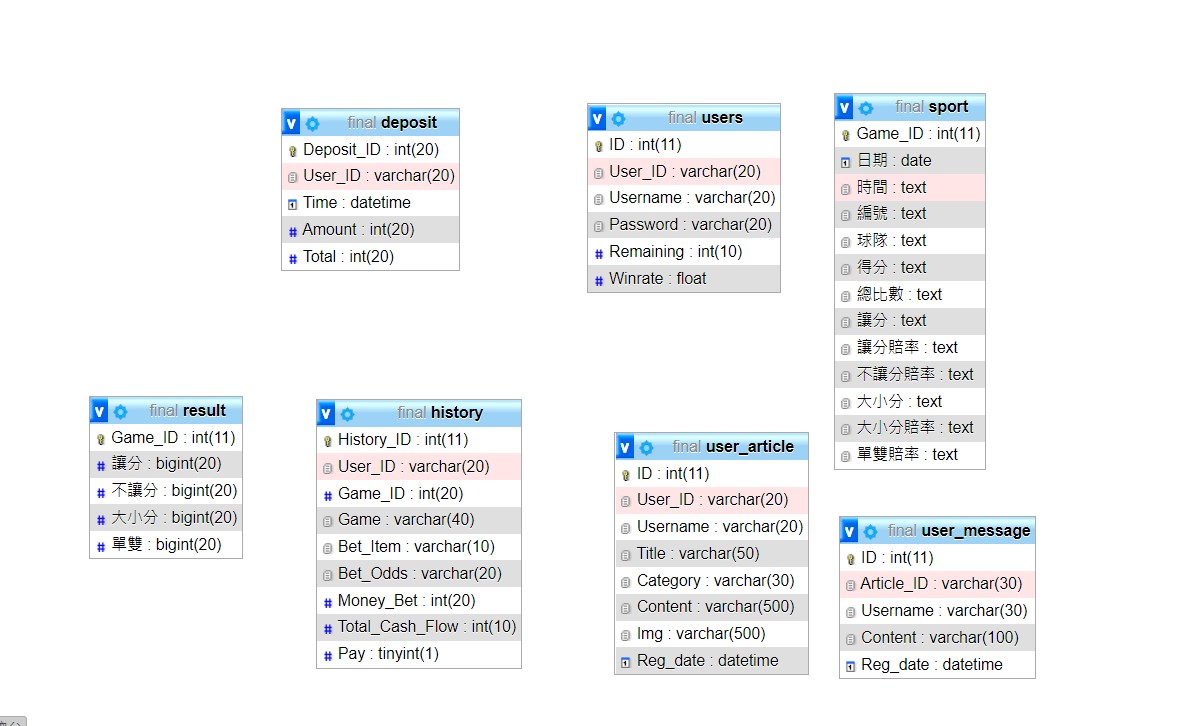 final deposit
Deposit_ID : int(20)
User_ID : varchar(20)
Time : datetime
Amount : int(20)
Total : int(20)
final users
ID : int(11)
User_ID : varchar(20)
Username : varchar(20)
Password : varchar(20)
Remaining : int(10)
Winrate : float
final sport
Game_ID : int(11)
日期 : date
時間 : text
編號 : text
球隊 : text
得分 : text
總比數 : text
讓分 : text
讓分賠率 : text
不讓分賠率 : text
大小分 : text
大小分賠率 : text
單雙賠率 : text
final result
Game_ID : int(11)
讓分 : bigint(20)
不讓分 : bigint(20)
大小分 : bigint(20)
單雙 : bigint(20)
final history
History_ID : int(11)
User_ID : varchar(20)
Game_ID : int(20)
Game : varchar(40)
Bet_Item : varchar(10)
Bet_Odds : varchar(20)
Money_Bet : int(20)
Total_Cash_Flow : int(10)
Pay : tinyint(1)
final user_article
ID : int(11)
User_ID : varchar(20)
Username : varchar(20)
Title : varchar(50)
Category : varchar(30)
Content : varchar(500)
Img : varchar(500)
Reg_date : datetime
final user_message
ID : int(11)
Article_ID : varchar(30)
Username : varchar(30)
Content : varchar(100)
Reg_date : datetime